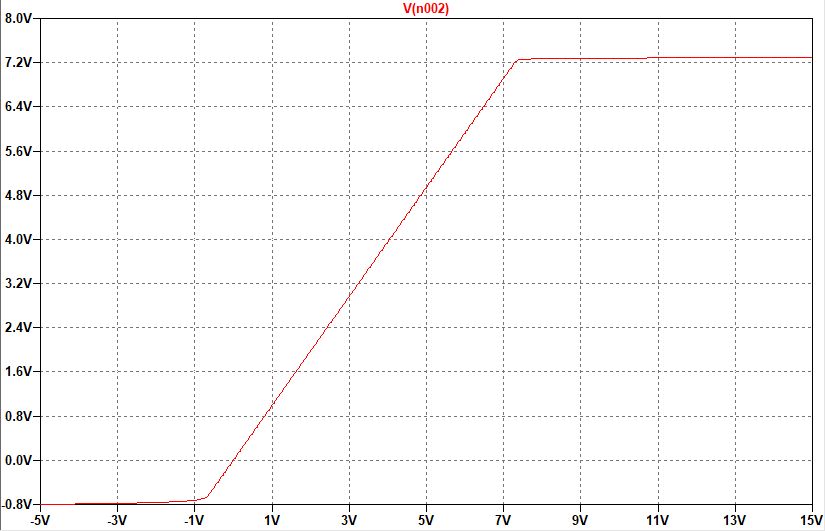 V(n002)
8.0V
7.2V
6.4V
5.6V
4.8V
4.0V
3.2V
2.4V
1.6V
0.8V
0.0V
-0.8V
-5V -3V -1V 1V 3V 5V 7V 9V 11V 13V 15V